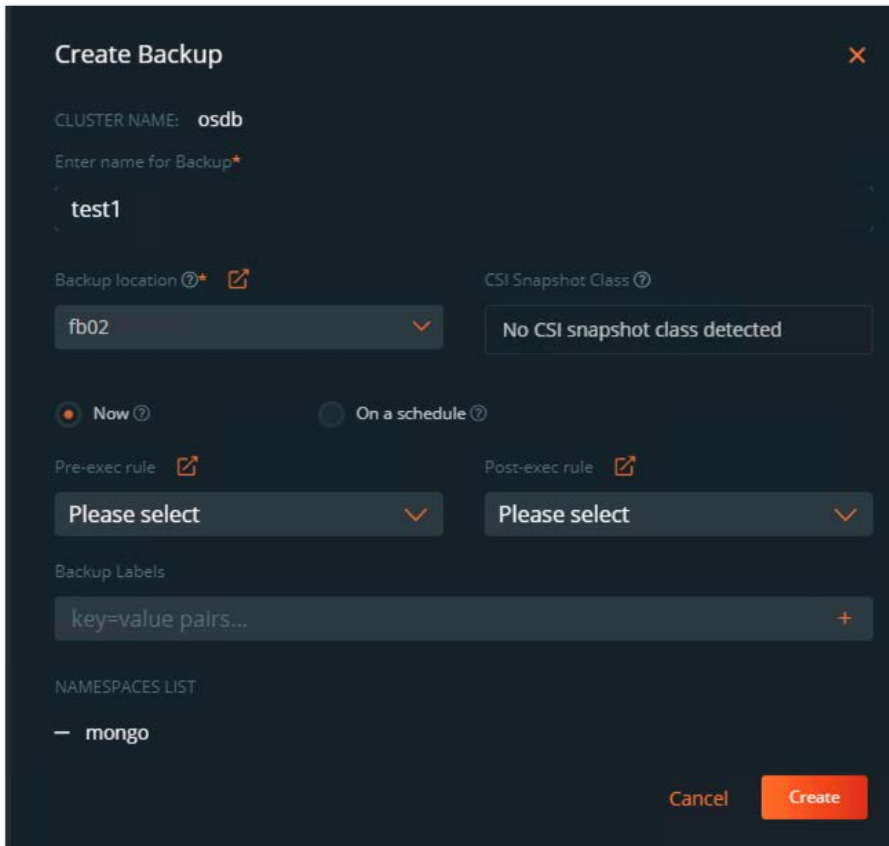 Create Backup
CLUSTER NAME: osdb
Enter name for Backup*
test1
Backup location ?* CSI Snapshot Class ?
fb02 No CSI snapshot class detected
Now ? On a schedule ?
Pre-exec rule Post-exec rule
Please select Please select
Backup Labels
key=value pairs... +
NAMESPACES LIST
— mongo
Cancel Create